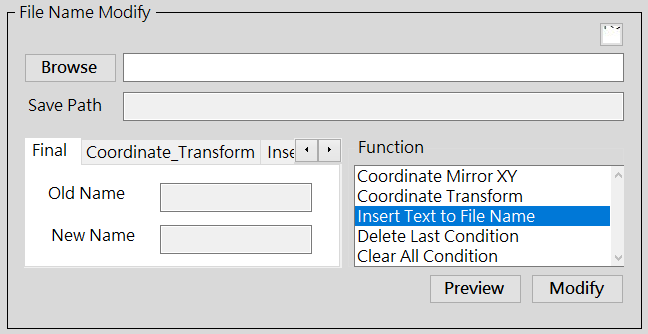 File Name Modify
Browse
Save Path
Final Coordinate_Transform
Old Name
New Name
Function
Coordinate Mirror XY
Coordinate Transform
Insert Text to File Name
Delete Last Condition
Clear All Condition
Preview Modify